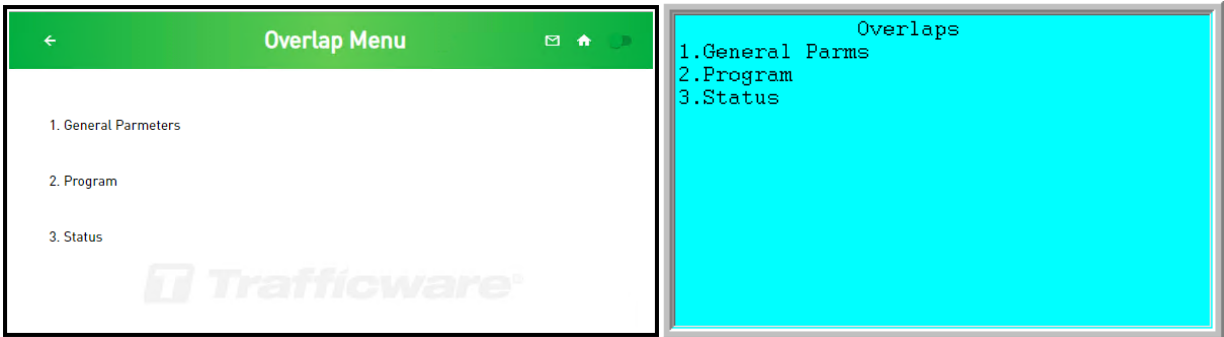 Overlap Menu
1. General Parmeters
2. Program
3. Status
T Trafficware®
Overlaps
1.General Parms
2.Program
3.Status